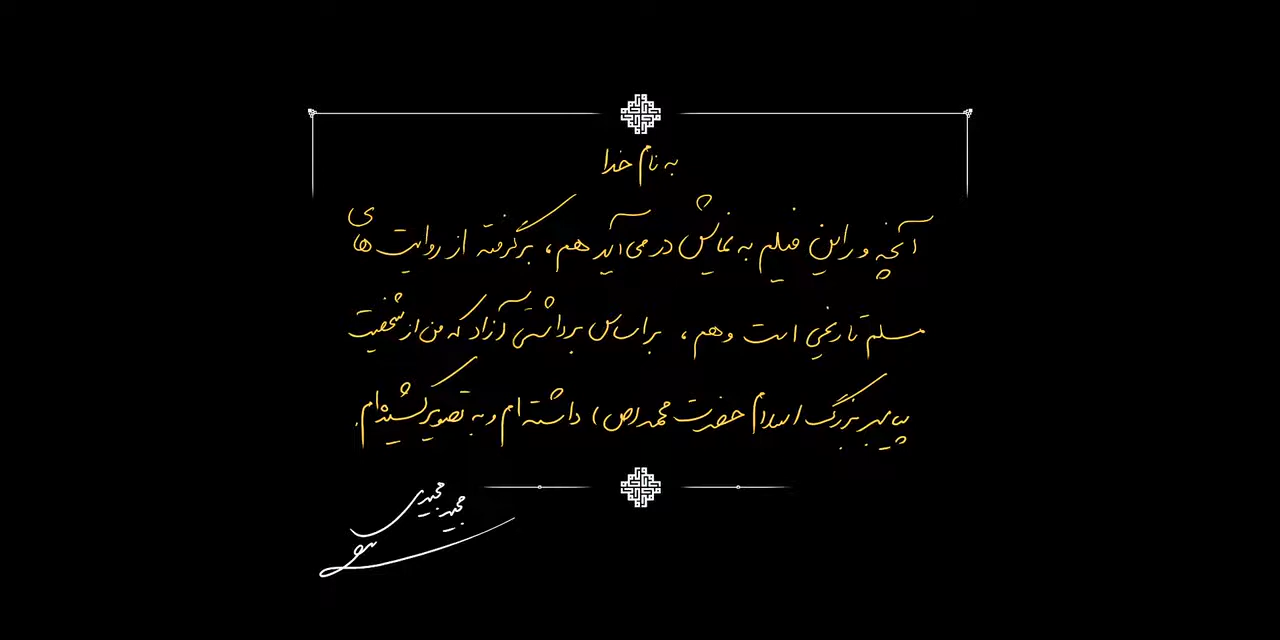 به نام خدا
آنچه در این فیلم به نمایش در می آید هم، برگرفته از روایت های
مسلم تاریخی است و هم، براساس برداشتی آزاد که من از شخصیت
پیامبر بزرگ اسلام حضرت محمد (ص) داشته ام و به تصویر کشیده ام.
مجید مجیدی